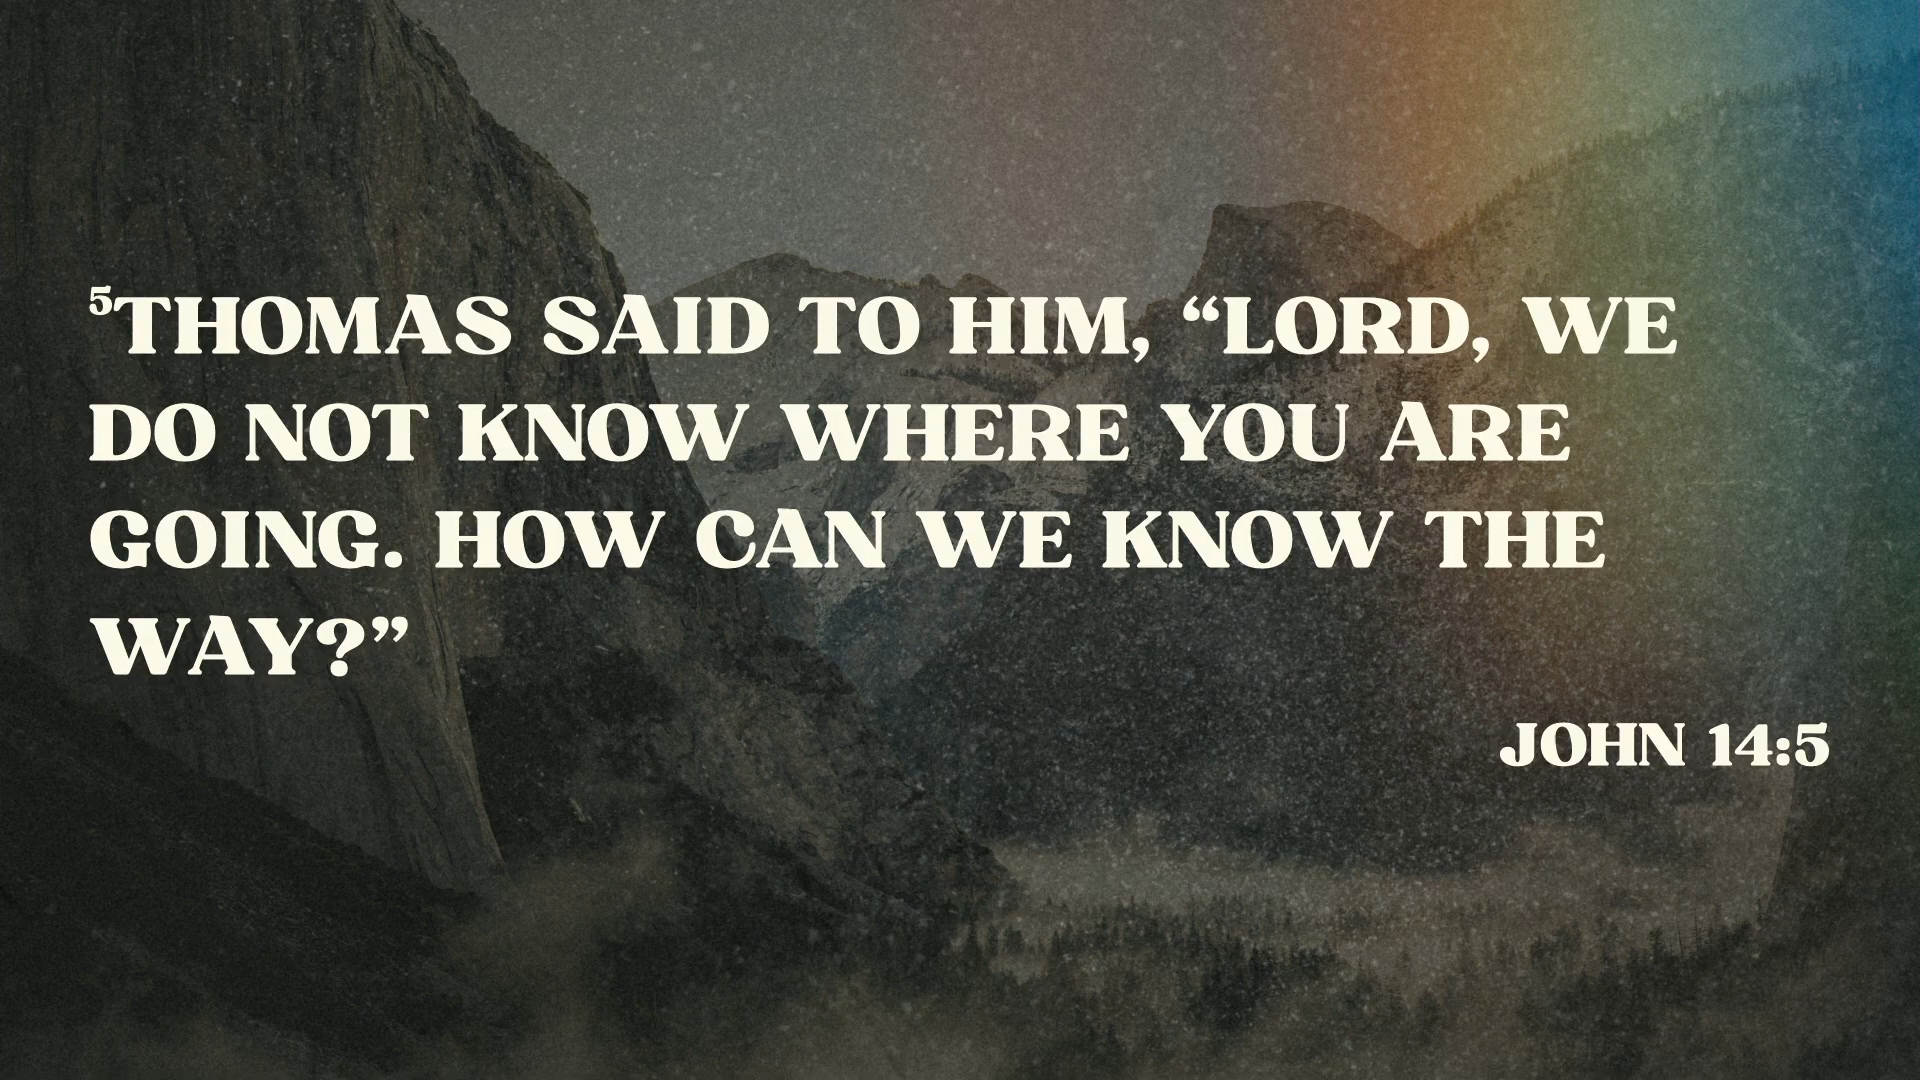 ⁵THOMAS SAID TO HIM, “LORD, WE
DO NOT KNOW WHERE YOU ARE
GOING. HOW CAN WE KNOW THE
WAY?”
JOHN 14:5